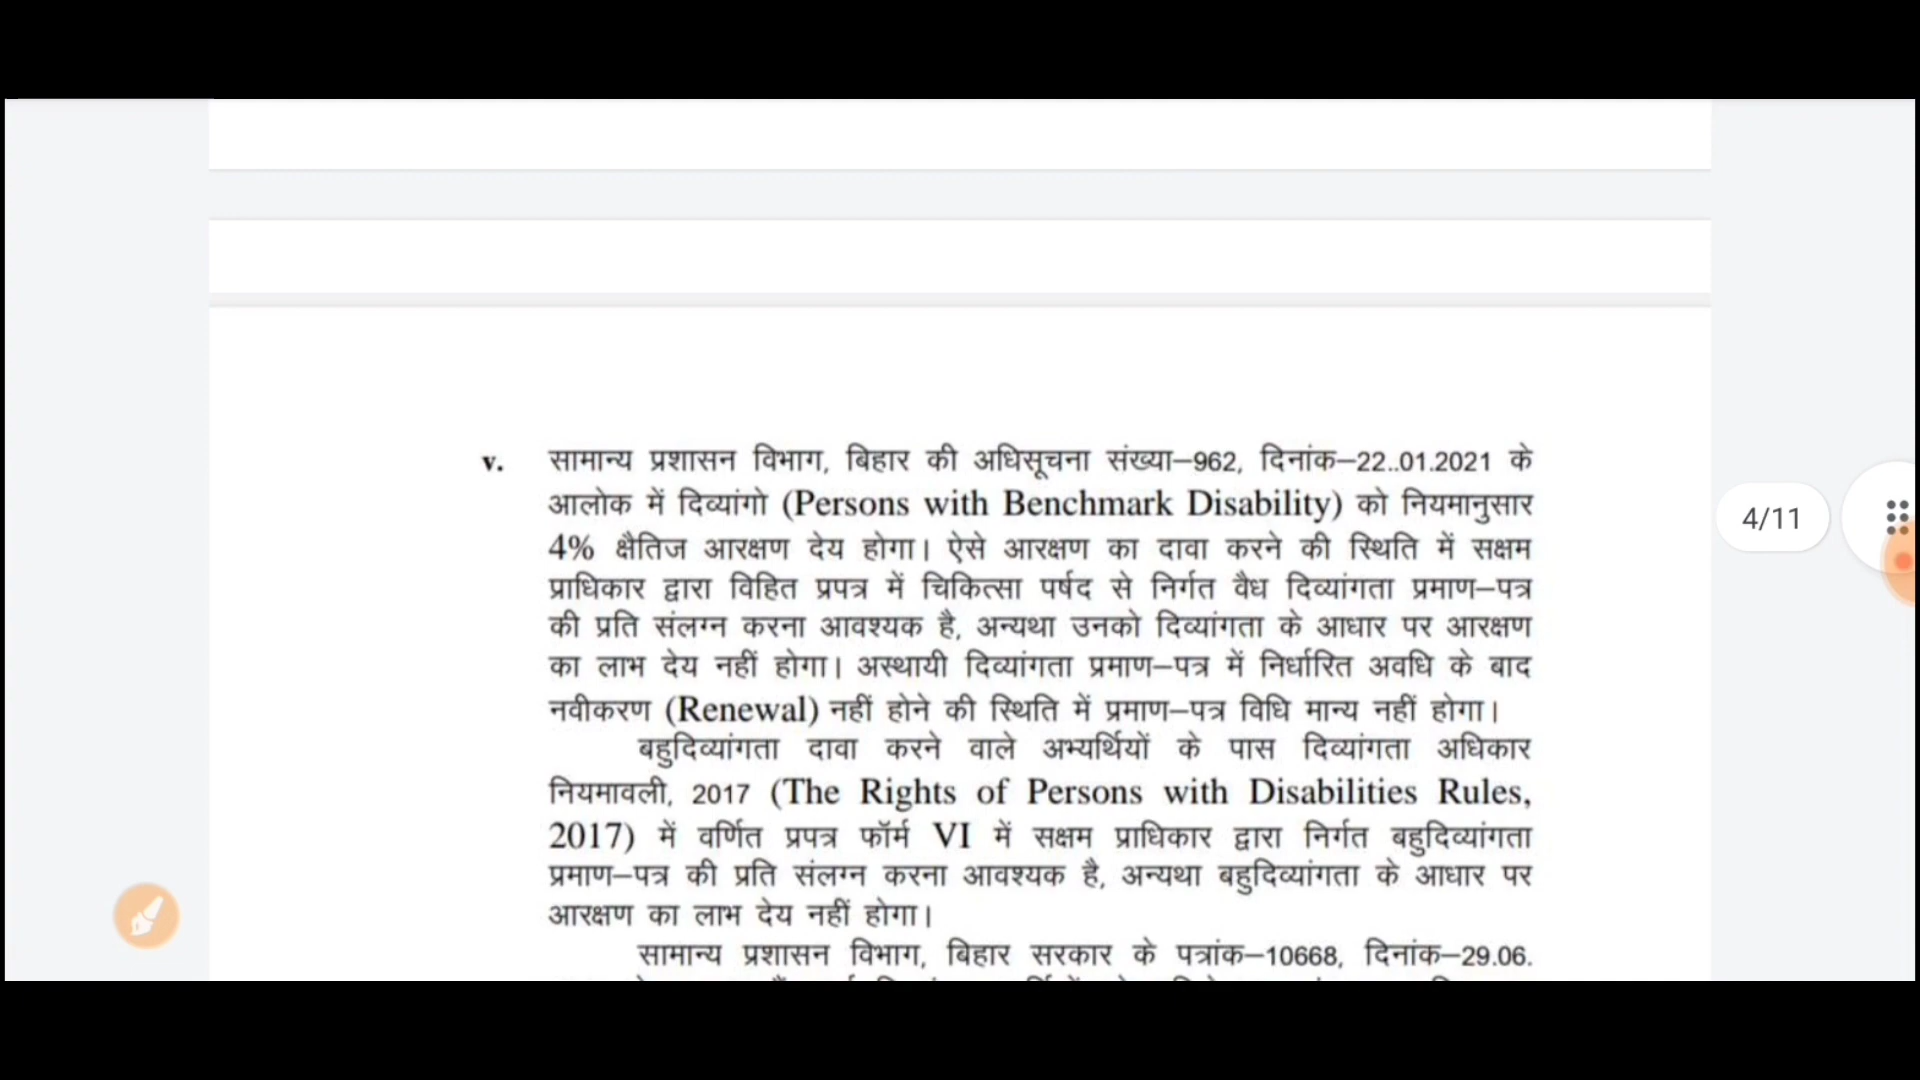 v. सामान्य प्रशासन विभाग, बिहार की अधिसूचना संख्या–962, दिनांक–22..01.2021 के
आलोक में दिव्यांगो (Persons with Benchmark Disability) को नियमानुसार
4% क्षैतिज आरक्षण देय होगा। ऐसे आरक्षण का दावा करने की स्थिति में सक्षम
प्राधिकार द्वारा विहित प्रपत्र में चिकित्सा पर्षद से निर्गत वैध दिव्यांगता प्रमाण–पत्र
की प्रति संलग्न करना आवश्यक है, अन्यथा उनको दिव्यांगता के आधार पर आरक्षण
का लाभ देय नहीं होगा। अस्थायी दिव्यांगता प्रमाण–पत्र में निर्धारित अवधि के बाद
नवीकरण (Renewal) नहीं होने की स्थिति में प्रमाण–पत्र विधि मान्य नहीं होगा।
बहुदिव्यांगता दावा करने वाले अभ्यर्थियों के पास दिव्यांगता अधिकार
नियमावली, 2017 (The Rights of Persons with Disabilities Rules,
2017) में वर्णित प्रपत्र फॉर्म VI में सक्षम प्राधिकार द्वारा निर्गत बहुदिव्यांगता
प्रमाण–पत्र की प्रति संलग्न करना आवश्यक है, अन्यथा बहुदिव्यांगता के आधार पर
आरक्षण का लाभ देय नहीं होगा।
सामान्य प्रशासन विभाग, बिहार सरकार के पत्रांक–10668, दिनांक–29.06.
4/11